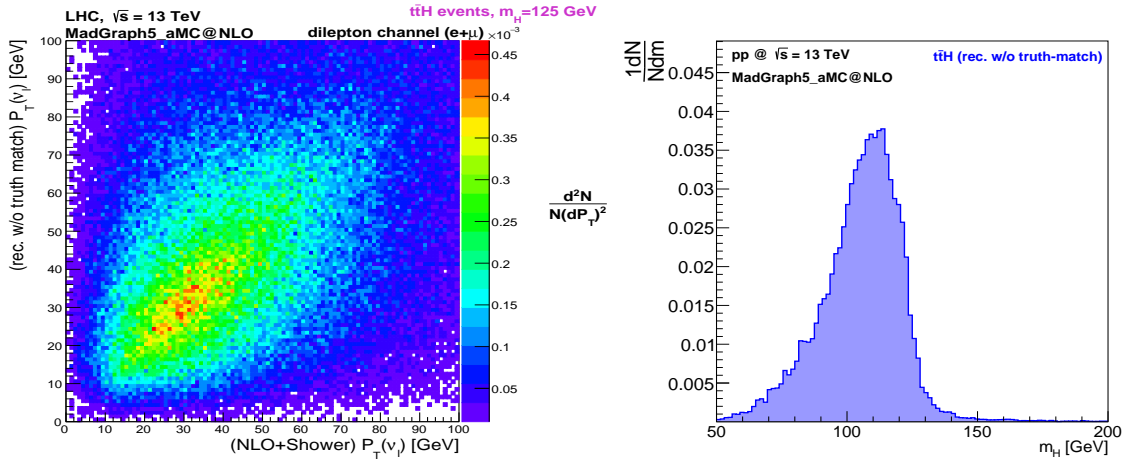 tt̄H events, m_H=125 GeV
LHC, √s = 13 TeV
MadGraph5_aMC@NLO
dilepton channel (e+μ)
×10⁻³
(rec. w/o truth match) P_T(ν_l) [GeV]
100
90
80
70
60
50
40
30
20
10
0
0 10 20 30 40 50 60 70 80 90 100
(NLO+Shower) P_T(ν_l) [GeV]
0.45
0.4
0.35
0.3
0.25
0.2
0.15
0.1
0.05
d²N
N(dP_T)²
1dN
Ndm
pp @ √s = 13 TeV
MadGraph5_aMC@NLO
tt̄H (rec. w/o truth-match)
0.045
0.04
0.035
0.03
0.025
0.02
0.015
0.01
0.005
50 100 150 200
m_H [GeV]